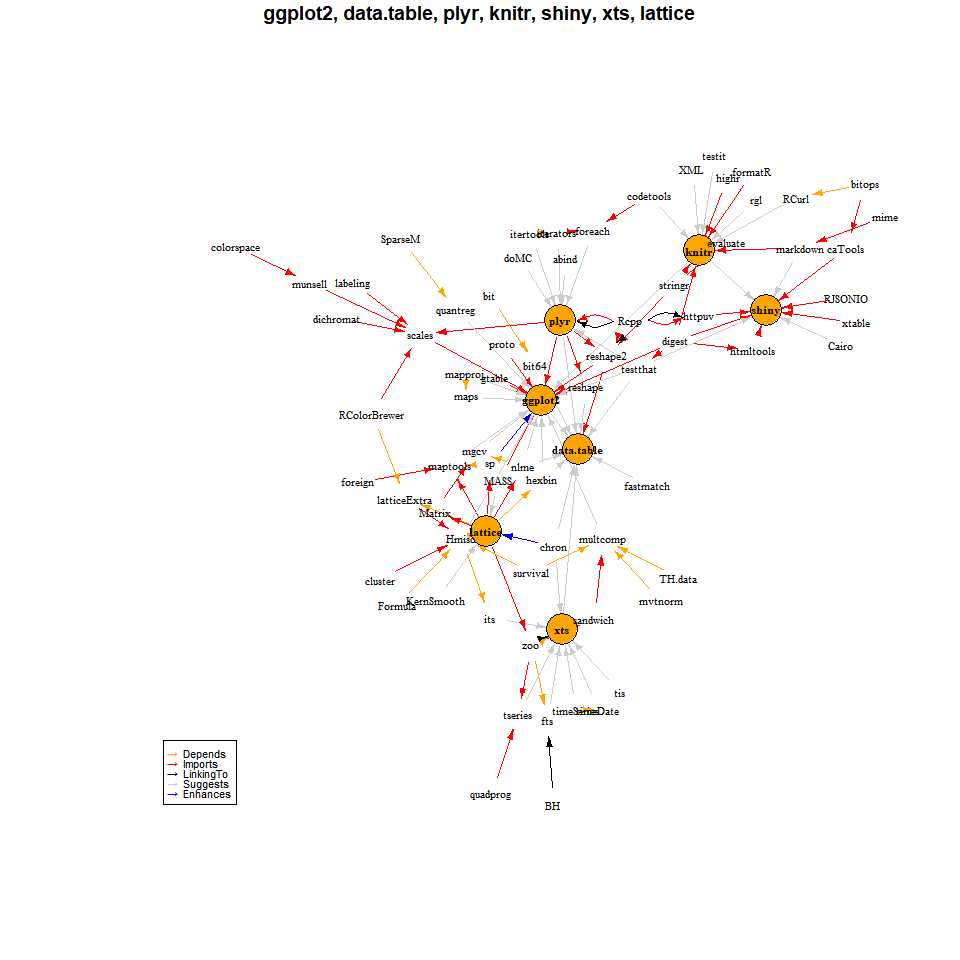 ggplot2, data.table, plyr, knitr, shiny, xts, lattice
testit
XML
highr
formatR
bitops
codetools
rgl
RCurl
mime
itertools
iterators
foreach
SparseM
evaluate
markdown
caTools
colorspace
knitr
doMC
abind
munsell
labeling
stringr
bit
RJSONIO
quantreg
shiny
dichromat
plyr
Rcpp
httpuv
xtable
scales
proto
digest
Cairo
reshape2
htmltools
bit64
testthat
mapproj
gtable
reshape
maps
ggplot2
RColorBrewer
mgcv
data.table
maptools
sp
nlme
foreign
MASS
hexbin
fastmatch
latticeExtra
Matrix
lattice
Hmisc
chron
multcomp
cluster
survival
TH.data
Formula
KernSmooth
mvtnorm
its
sandwich
xts
zoo
tis
tseries
timeSeries
timeDate
fts
Depends
Imports
LinkingTo
Suggests
Enhances
quadprog
BH